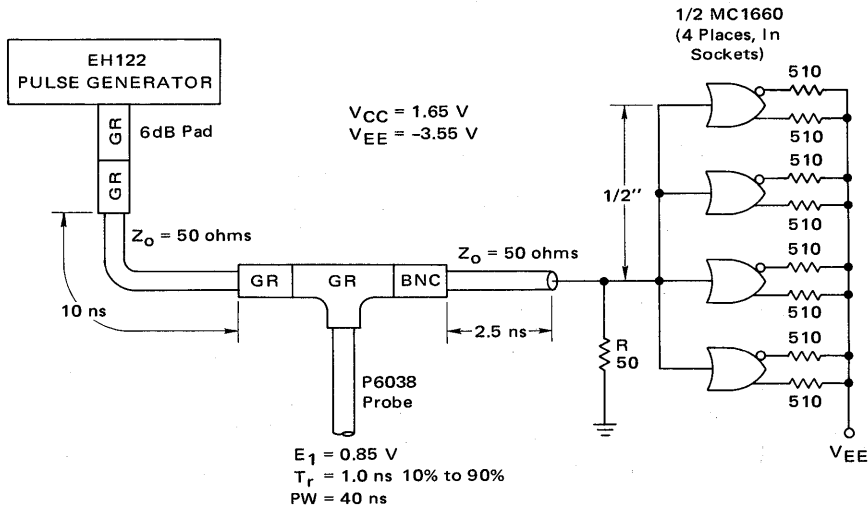 1/2 MC1660
(4 Places, In
Sockets)
EH122
PULSE GENERATOR
GR
6dB Pad
GR
VCC = 1.65 V
VEE = –3.55 V
510
510
510
510
510
510
510
510
1/2"
Zo = 50 ohms
Zo = 50 ohms
GR
GR
BNC
10 ns
2.5 ns
R
50
P6038
Probe
VEE
E1 = 0.85 V
Tr = 1.0 ns 10% to 90%
PW = 40 ns